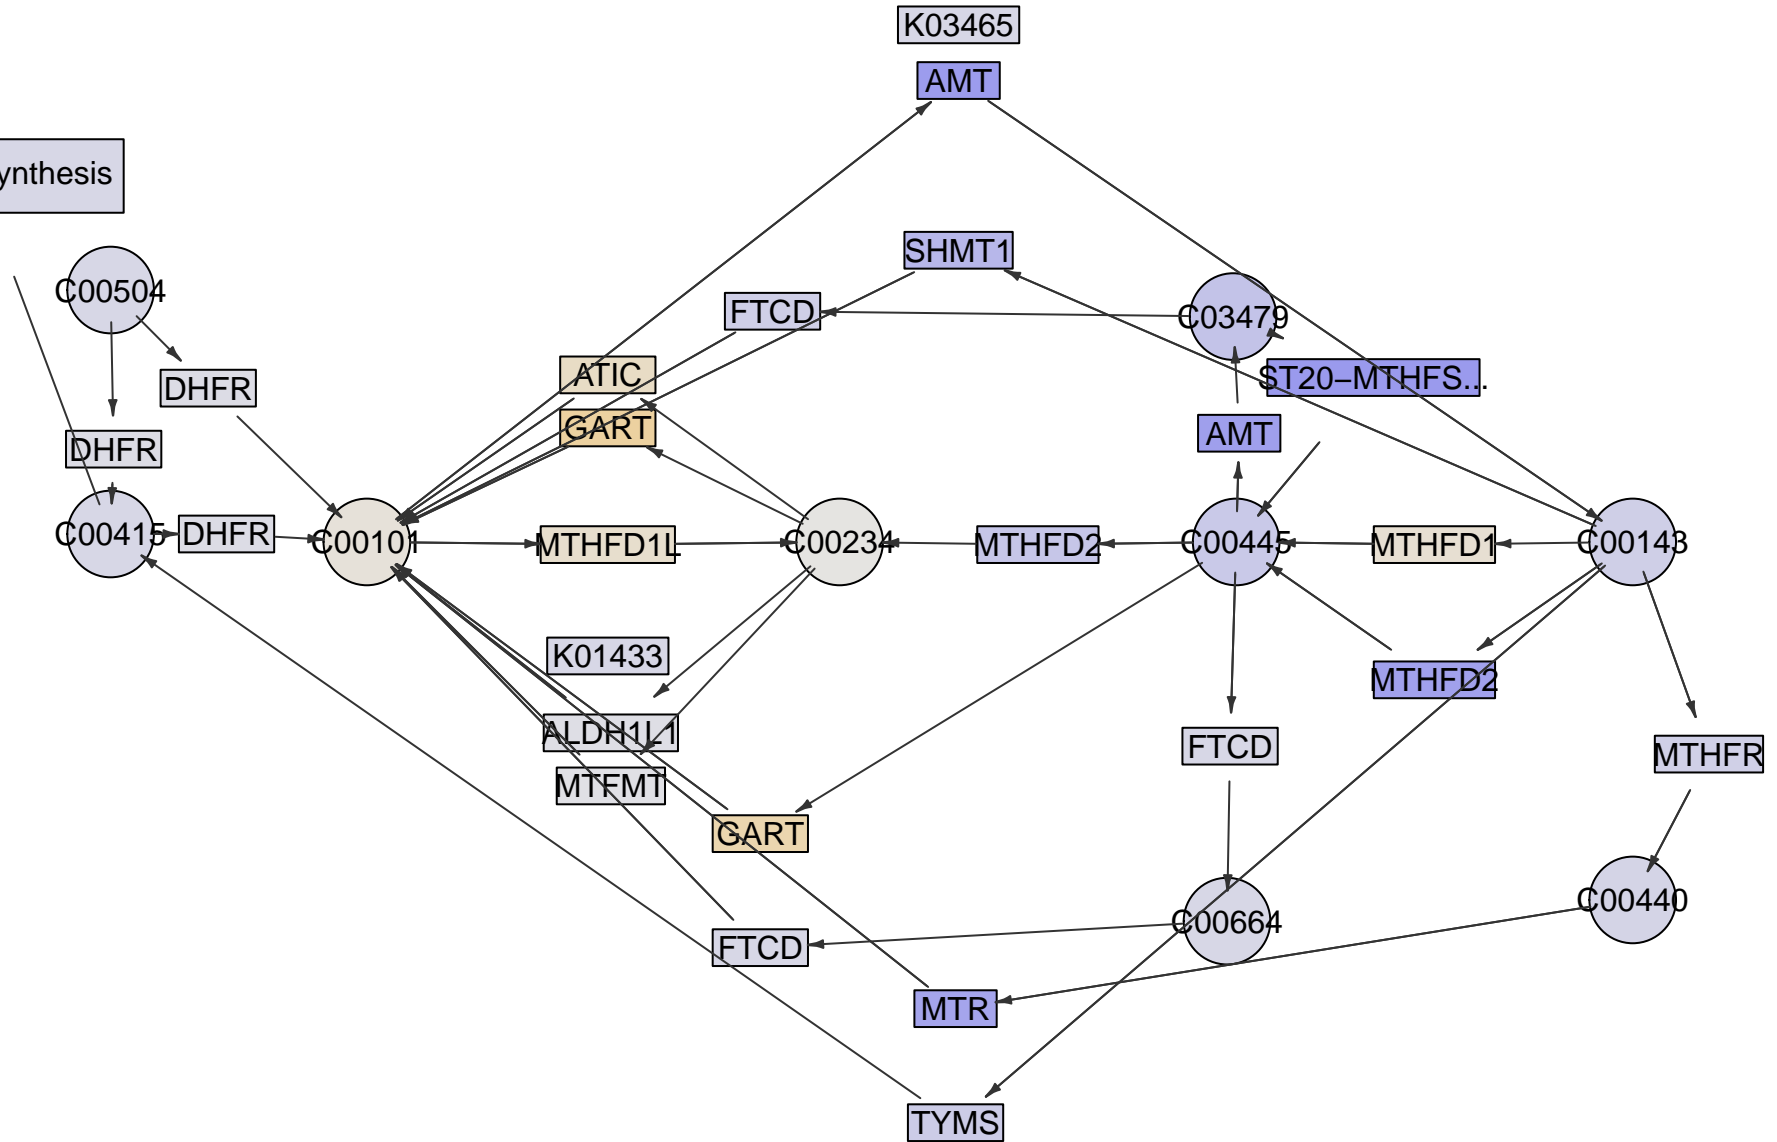 K03465
AMT
ynthesis
SHMT1
C00504
FTCD
C03479
ATIC
DHFR
ST20−MTHFS...
GART
AMT
DHFR
C00415
DHFR
C00101
MTHFD1L
C00234
MTHFD2
C00445
MTHFD1
C00143
K01433
MTHFD2
ALDH1L1
FTCD
MTHFR
MTFMT
GART
C00440
C00664
FTCD
MTR
TYMS